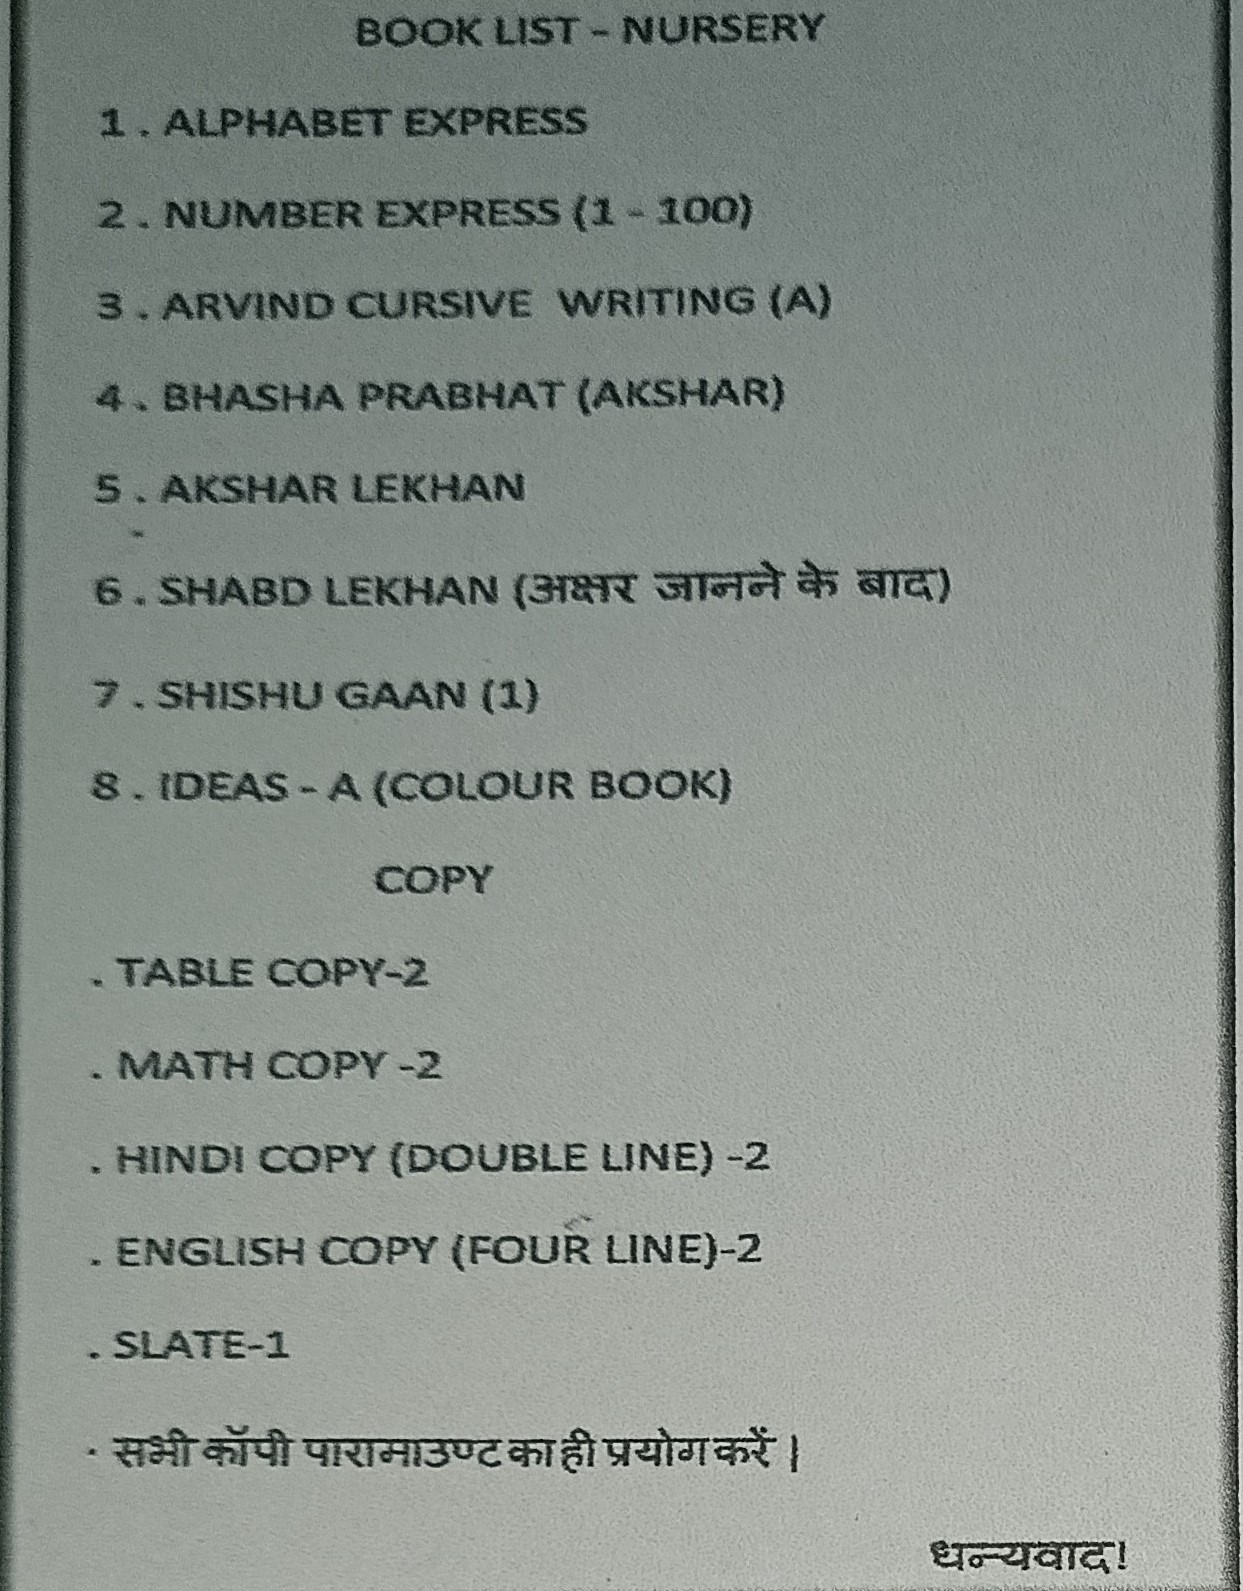 BOOK LIST - NURSERY
1 . ALPHABET EXPRESS
2 . NUMBER EXPRESS (1 - 100)
3 . ARVIND CURSIVE WRITING (A)
4 . BHASHA PRABHAT (AKSHAR)
5 . AKSHAR LEKHAN
6 . SHABD LEKHAN (अक्षर जानने के बाद)
7 . SHISHU GAAN (1)
8 . IDEAS - A (COLOUR BOOK)
COPY
. TABLE COPY-2
. MATH COPY -2
. HINDI COPY (DOUBLE LINE) -2
. ENGLISH COPY (FOUR LINE)-2
. SLATE-1
· सभी कॉपी पारामाउण्ट का ही प्रयोग करें |
धन्यवाद!